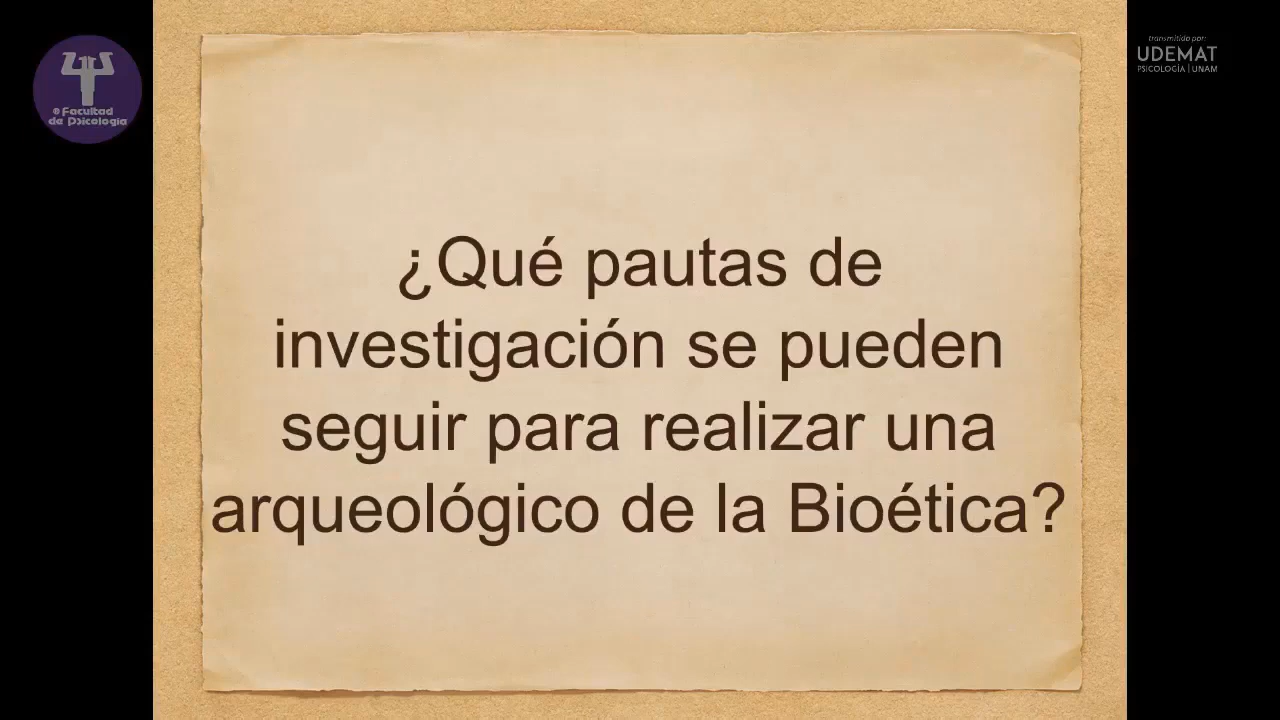 © Facultad
de Psicología
transmitido por:
UDEMAT
PSICOLOGÍA | UNAM
¿Qué pautas de
investigación se pueden
seguir para realizar una
arqueológico de la Bioética?